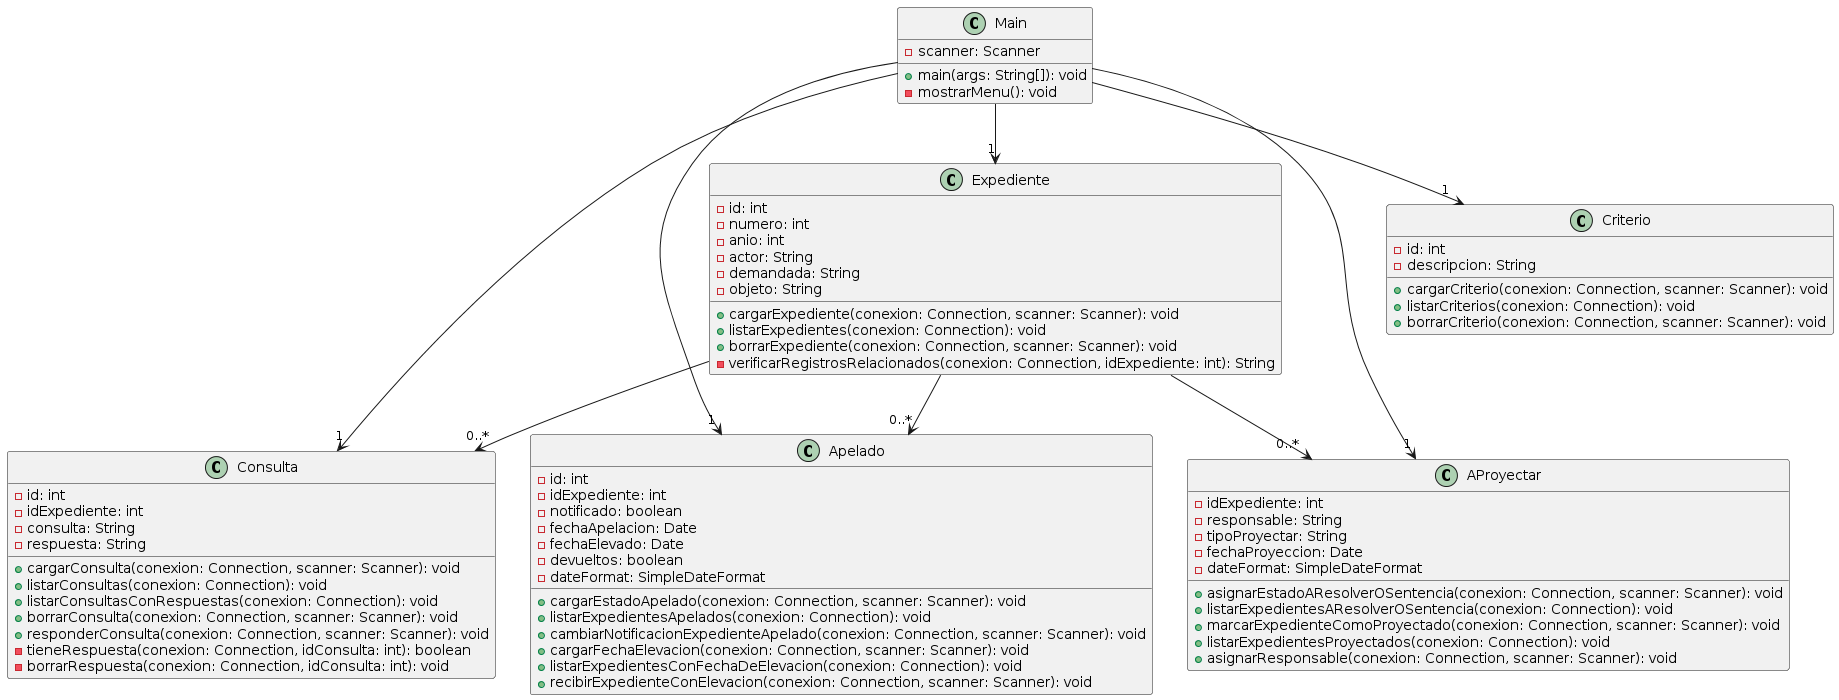 C Main
scanner: Scanner
main(args: String[]): void
mostrarMenu(): void
1
C Expediente
id: int
numero: int
anio: int
actor: String
demandada: String
objeto: String
cargarExpediente(conexion: Connection, scanner: Scanner): void
listarExpedientes(conexion: Connection): void
borrarExpediente(conexion: Connection, scanner: Scanner): void
verificarRegistrosRelacionados(conexion: Connection, idExpediente: int): String
1
C Criterio
id: int
descripcion: String
cargarCriterio(conexion: Connection, scanner: Scanner): void
listarCriterios(conexion: Connection): void
borrarCriterio(conexion: Connection, scanner: Scanner): void
1
0..*
C Consulta
id: int
idExpediente: int
consulta: String
respuesta: String
cargarConsulta(conexion: Connection, scanner: Scanner): void
listarConsultas(conexion: Connection): void
listarConsultasConRespuestas(conexion: Connection): void
borrarConsulta(conexion: Connection, scanner: Scanner): void
responderConsulta(conexion: Connection, scanner: Scanner): void
tieneRespuesta(conexion: Connection, idConsulta: int): boolean
borrarRespuesta(conexion: Connection, idConsulta: int): void
1
0..*
C Apelado
id: int
idExpediente: int
notificado: boolean
fechaApelacion: Date
fechaElevado: Date
devueltos: boolean
dateFormat: SimpleDateFormat
cargarEstadoApelado(conexion: Connection, scanner: Scanner): void
listarExpedientesApelados(conexion: Connection): void
cambiarNotificacionExpedienteApelado(conexion: Connection, scanner: Scanner): void
cargarFechaElevacion(conexion: Connection, scanner: Scanner): void
listarExpedientesConFechaDeElevacion(conexion: Connection): void
recibirExpedienteConElevacion(conexion: Connection, scanner: Scanner): void
0..*
1
C AProyectar
idExpediente: int
responsable: String
tipoProyectar: String
fechaProyeccion: Date
dateFormat: SimpleDateFormat
asignarEstadoAResolverOSentencia(conexion: Connection, scanner: Scanner): void
listarExpedientesAResolverOSentencia(conexion: Connection): void
marcarExpedienteComoProyectado(conexion: Connection, scanner: Scanner): void
listarExpedientesProyectados(conexion: Connection): void
asignarResponsable(conexion: Connection, scanner: Scanner): void